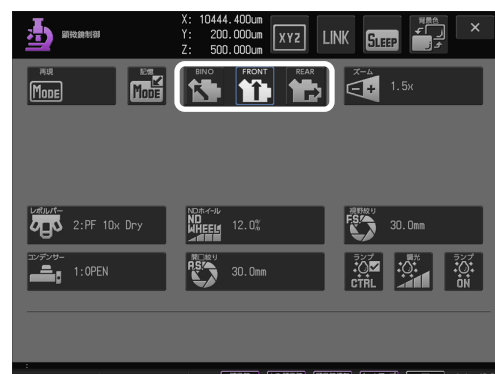 顕微鏡制御
X: 10444.400um
Y: 200.000um
Z: 500.000um
XYZ
LINK
SLEEP
背景色
×
再現
MODE
記憶
MODE
BINO
FRONT
REAR
ズーム
1.5x
レボルバー
2:PF 10x Dry
NDホイール
ND
WHEEL
12.0%
視野絞り
FS
30.0mm
コンデンサー
1:OPEN
開口絞り
AS
30.0mm
ランプ
CTRL
調光
ランプ
ON